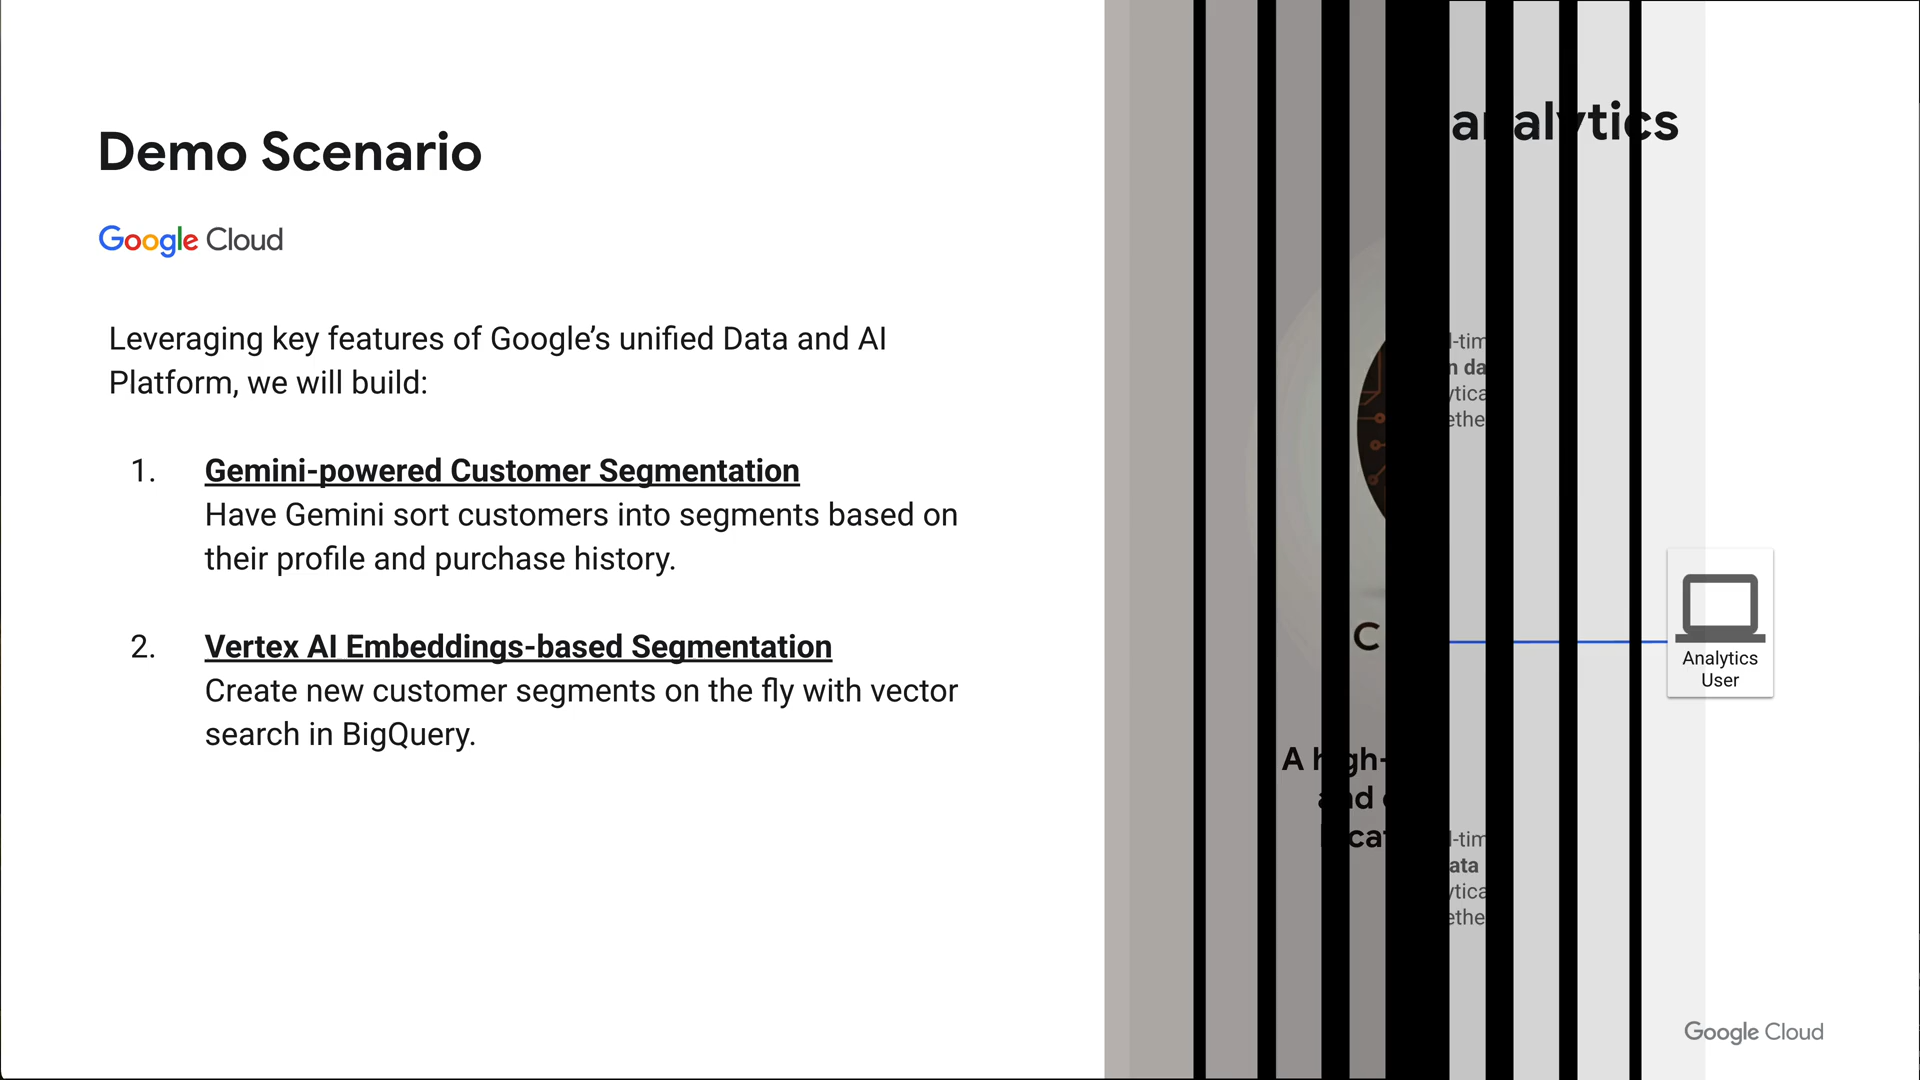 Demo Scenario
Google Cloud
Leveraging key features of Google’s unified Data and AI
Platform, we will build:
1. Gemini-powered Customer Segmentation
Have Gemini sort customers into segments based on
their profile and purchase history.
2. Vertex AI Embeddings-based Segmentation
Create new customer segments on the fly with vector
search in BigQuery.
analytics
Analytics
User
A high-
and
Google Cloud